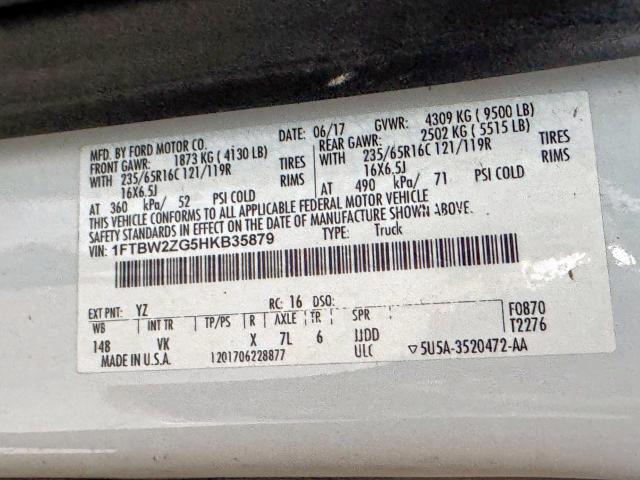 MFD. BY FORD MOTOR CO. DATE: 06/17 GVWR: 4309 KG ( 9500 LB)
FRONT GAWR: 1873 KG ( 4130 LB) REAR GAWR: 2502 KG ( 5515 LB)
WITH 235/65R16C 121/119R TIRES WITH 235/65R16C 121/119R TIRES
16X6.5J RIMS 16X6.5J RIMS
AT 360 kPa/ 52 PSI COLD AT 490 kPa/ 71 PSI COLD
THIS VEHICLE CONFORMS TO ALL APPLICABLE FEDERAL MOTOR VEHICLE
SAFETY STANDARDS IN EFFECT ON THE DATE OF MANUFACTURE SHOWN ABOVE.
VIN: 1FTBW2ZG5HKB35879 TYPE: Truck
EXT PNT: YZ RC: 16 DSO: F0870
WB INT TR TP/PS R AXLE TR SPR T2276
148 VK X 7L 6 JJDD
MADE IN U.S.A. 1201706228877 ULC ▽5U5A-3520472-AA